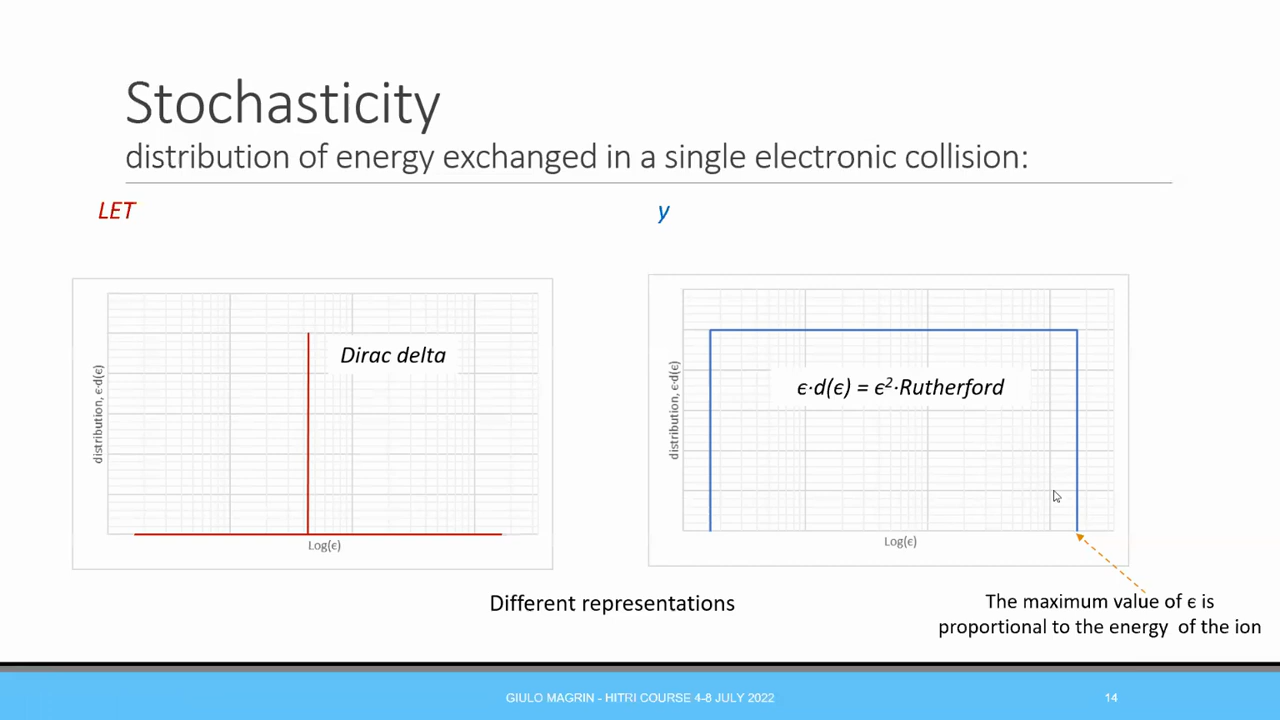 Stochasticity
distribution of energy exchanged in a single electronic collision:
LET
y
distribution, ϵ·d(ϵ)
Dirac delta
Log(ϵ)
distribution, ϵ·d(ϵ)
ϵ·d(ϵ) = ϵ²·Rutherford
Log(ϵ)
Different representations
The maximum value of ϵ is
proportional to the energy of the ion
GIULO MAGRIN - HITRI COURSE 4-8 JULY 2022
14